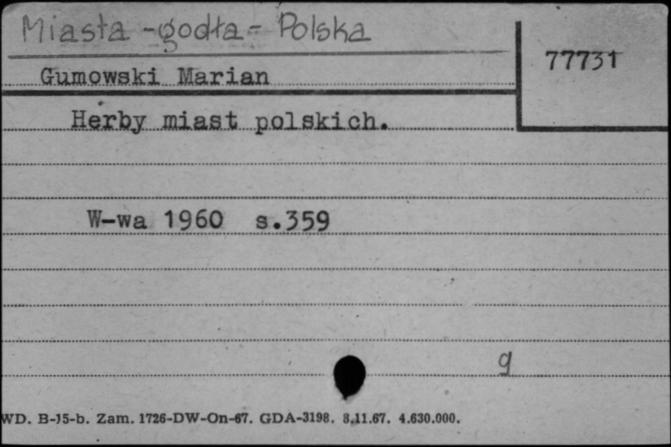 Miasta - godła - Polska
77731
Gumowski Marian
Herby miast polskich.
W-wa 1960 s.359
g
WD. B-15-b. Zam. 1726-DW-On-67. GDA-3198. 8.11.67. 4.630.000.